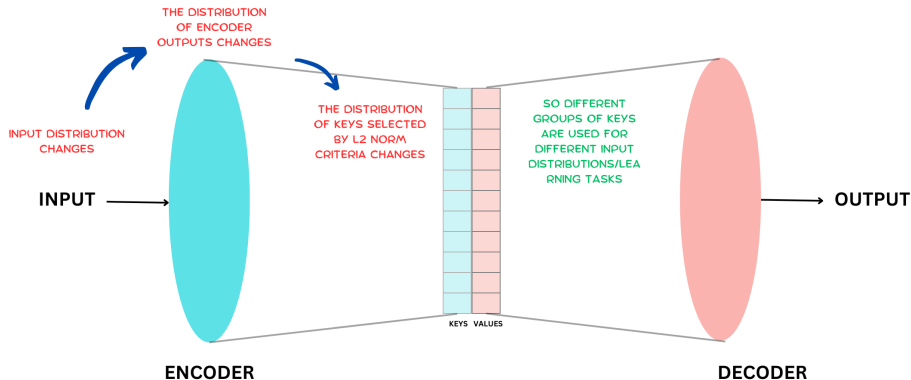 THE DISTRIBUTION
OF ENCODER
OUTPUTS CHANGES
INPUT DISTRIBUTION
CHANGES
THE DISTRIBUTION
OF KEYS SELECTED
BY L2 NORM
CRITERIA CHANGES
SO DIFFERENT
GROUPS OF KEYS
ARE USED FOR
DIFFERENT INPUT
DISTRIBUTIONS/LEA
RNING TASKS
INPUT
OUTPUT
KEYS VALUES
ENCODER
DECODER